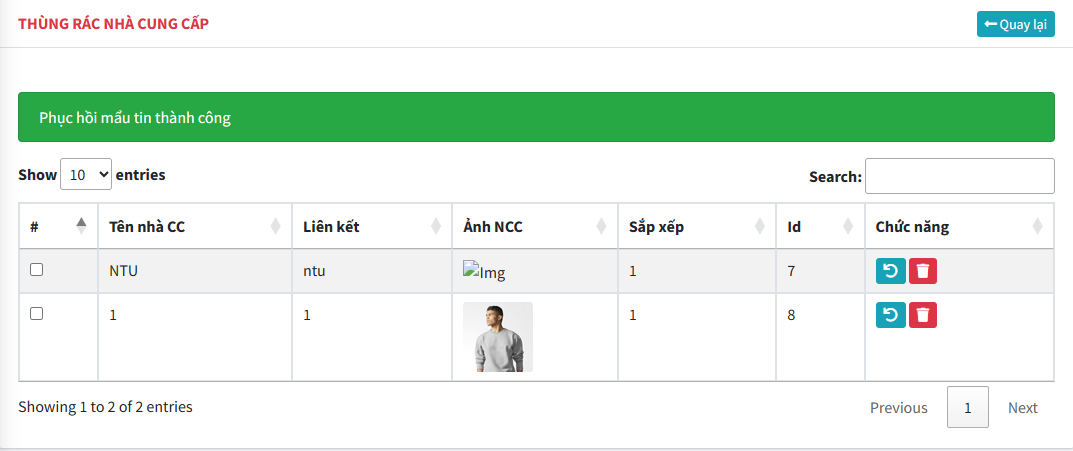 THÙNG RÁC NHÀ CUNG CẤP
Quay lại
Phục hồi mẩu tin thành công
Show 10 entries
Search:
# Tên nhà CC Liên kết Ảnh NCC Sắp xếp Id Chức năng
NTU ntu Img 1 7
1 1 1 8
Showing 1 to 2 of 2 entries
Previous 1 Next